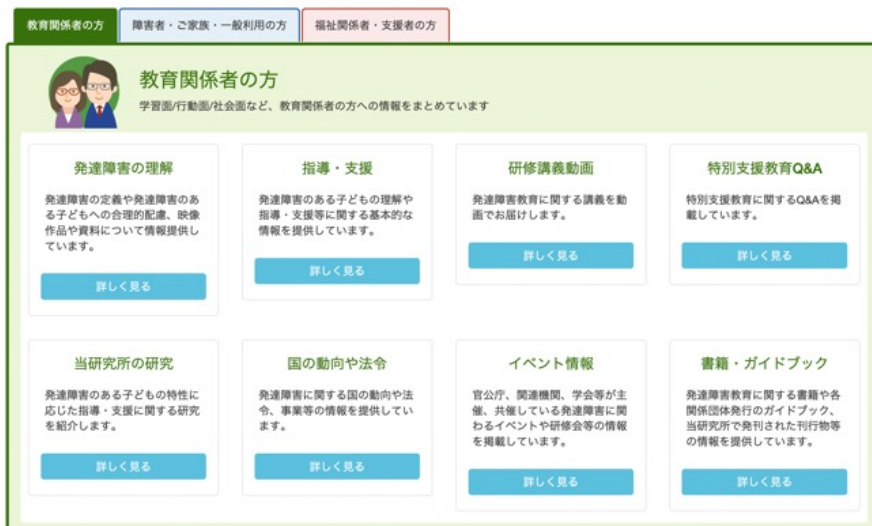 教育関係者の方
障害者・ご家族・一般利用の方
福祉関係者・支援者の方
教育関係者の方
学習面/行動面/社会面など、教育関係者の方への情報をまとめています
発達障害の理解
発達障害の定義や発達障害のあ
る子どもへの合理的配慮、映像
作品や資料について情報提供し
ています。
詳しく見る
指導・支援
発達障害のある子どもの理解や
指導・支援等に関する基本的な
情報を提供しています。
詳しく見る
研修講義動画
発達障害教育に関する講義を動
画でお届けします。
詳しく見る
特別支援教育Q&A
特別支援教育に関するQ&Aを掲
載しています。
詳しく見る
当研究所の研究
発達障害のある子どもの特性に
応じた指導・支援に関する研究
を紹介します。
詳しく見る
国の動向や法令
発達障害に関する国の動向や法
令、事業等の情報を提供してい
ます。
詳しく見る
イベント情報
官公庁、関連機関、学会等が主
催、共催している発達障害に関
わるイベントや研修会等の情報
を掲載しています。
詳しく見る
書籍・ガイドブック
発達障害教育に関する書籍や各
関係団体発行のガイドブック、
当研究所で発刊された刊行物等
の情報を提供しています。
詳しく見る